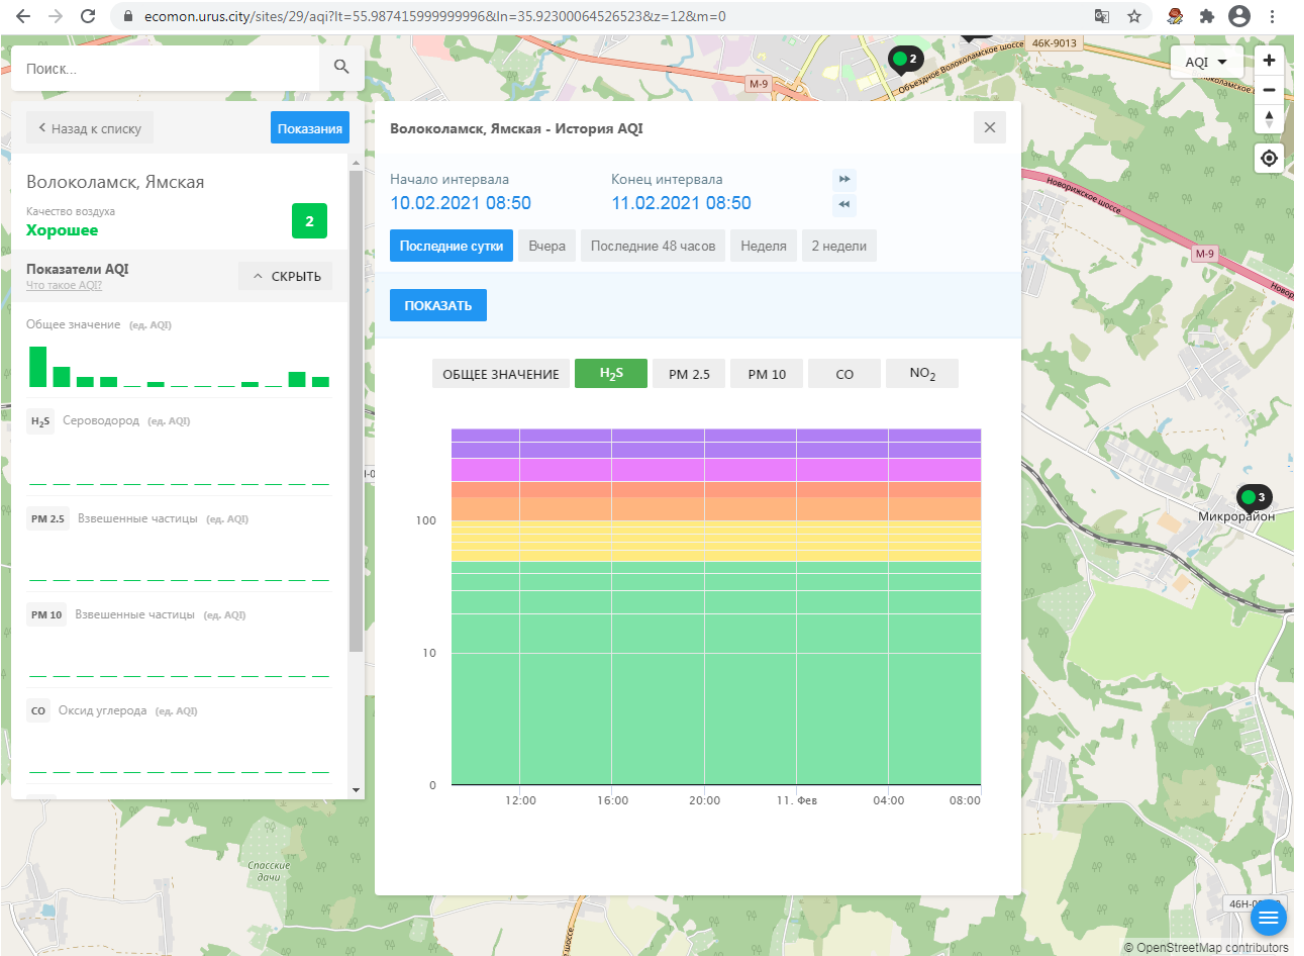 ecomon.urus.city/sites/29/aqi?lt=55.987415999999996&ln=35.92300064526523&z=12&m=0
Поиск...
Назад к списку
Показания
Волоколамск, Ямская
Качество воздуха
Хорошее
2
Показатели AQI
Что такое AQI?
СКРЫТЬ
Общее значение (ед. AQI)
H₂S Сероводород (ед. AQI)
PM 2.5 Взвешенные частицы (ед. AQI)
PM 10 Взвешенные частицы (ед. AQI)
CO Оксид углерода (ед. AQI)
Волоколамск, Ямская - История AQI
Начало интервала
10.02.2021 08:50
Конец интервала
11.02.2021 08:50
Последние сутки
Вчера
Последние 48 часов
Неделя
2 недели
ПОКАЗАТЬ
ОБЩЕЕ ЗНАЧЕНИЕ
H₂S
PM 2.5
PM 10
CO
NO₂
100
10
0
12:00
16:00
20:00
11. Фев
04:00
08:00
M-9
2
Объездное Волоколамское шоссе
46К-9013
AQI
Новорижское шоссе
M-9
3
Микрорайон
Спасские
дачи
шоссе
© OpenStreetMap contributors